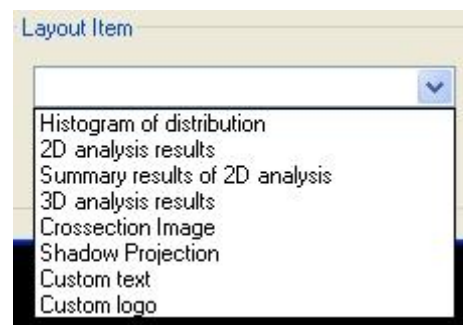 Layout Item
Histogram of distribution
2D analysis results
Summary results of 2D analysis
3D analysis results
Crossection Image
Shadow Projection
Custom text
Custom logo